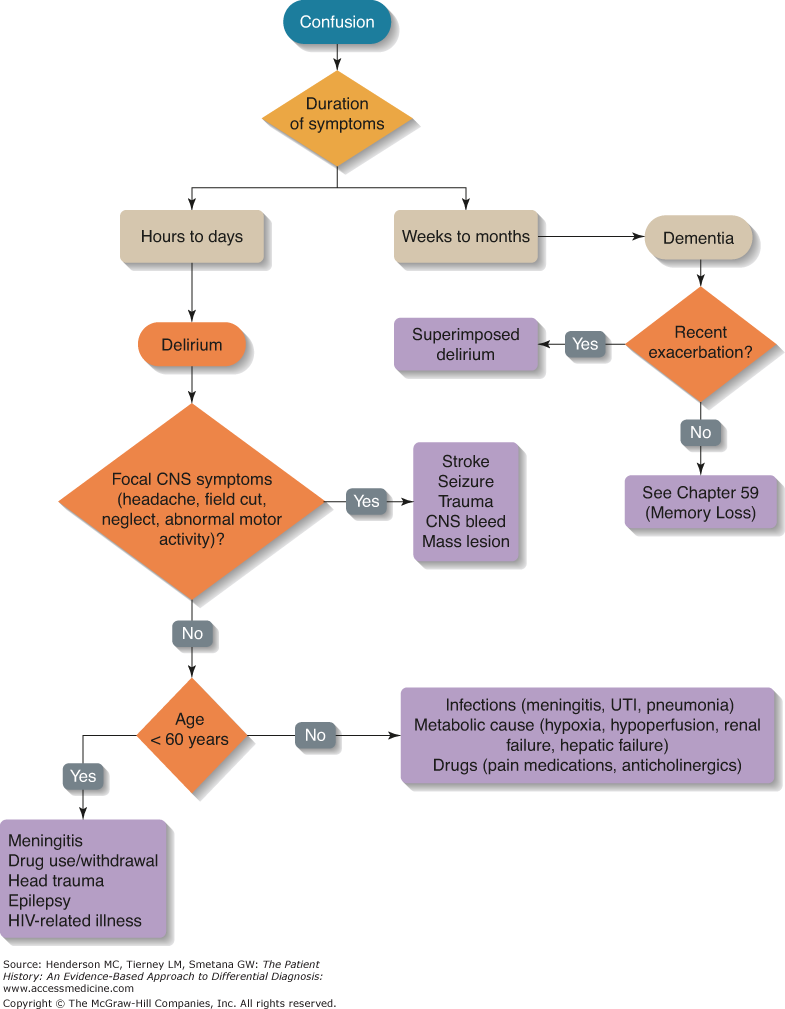 Confusion
Duration
of symptoms
Hours to days
Weeks to months
Dementia
Delirium
Superimposed
delirium
Yes
Recent
exacerbation?
No
See Chapter 59
(Memory Loss)
Focal CNS symptoms
(headache, field cut,
neglect, abnormal motor
activity)?
Yes
Stroke
Seizure
Trauma
CNS bleed
Mass lesion
No
Age
< 60 years
No
Infections (meningitis, UTI, pneumonia)
Metabolic cause (hypoxia, hypoperfusion, renal
failure, hepatic failure)
Drugs (pain medications, anticholinergics)
Yes
Meningitis
Drug use/withdrawal
Head trauma
Epilepsy
HIV-related illness
Source: Henderson MC, Tierney LM, Smetana GW: The Patient
History: An Evidence-Based Approach to Differential Diagnosis:
www.accessmedicine.com
Copyright © The McGraw-Hill Companies, Inc. All rights reserved.